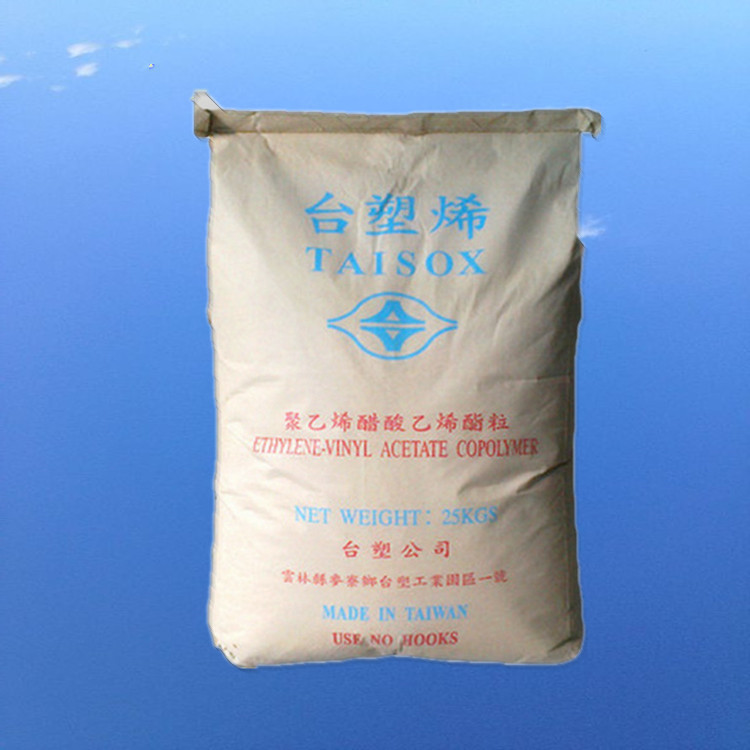 台塑烯
TAISOX
聚乙烯醋酸乙烯酯粒
ETHYLENE-VINYL ACETATE COPOLYMER
NET WEIGHT: 25KGS
台塑公司
雲林縣麥寮鄉台塑工業園區一號
MADE IN TAIWAN
USE NO HOOKS